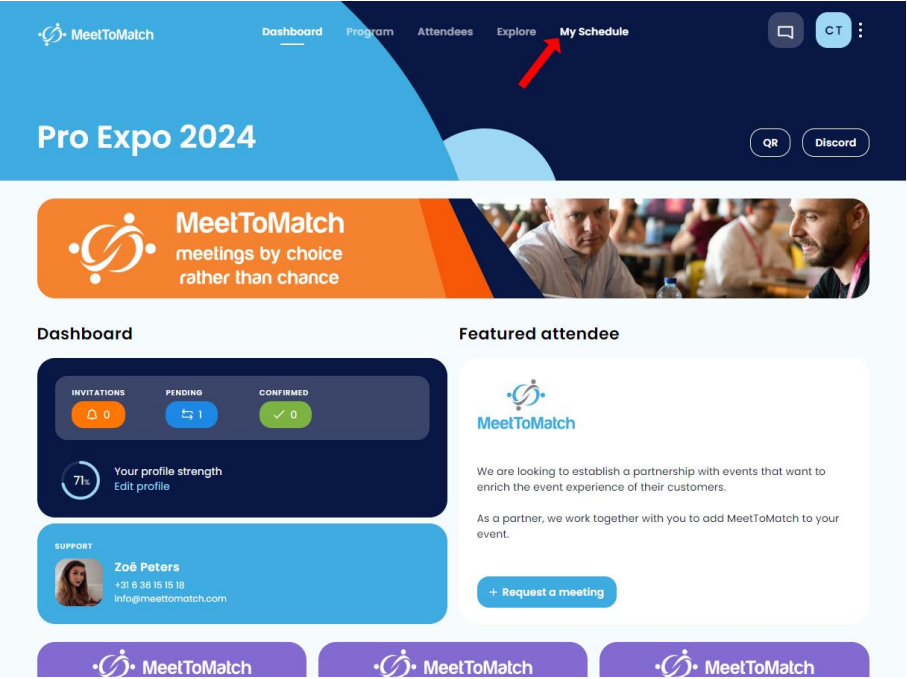 MeetToMatch
Dashboard Program Attendees Explore My Schedule
CT
Pro Expo 2024
QR Discord
MeetToMatch
meetings by choice
rather than chance
Dashboard
INVITATIONS PENDING CONFIRMED
0 1 0
71%
Your profile strength
Edit profile
SUPPORT
Zoë Peters
+31 6 36 15 15 18
info@meettomatch.com
Featured attendee
MeetToMatch
We are looking to establish a partnership with events that want to
enrich the event experience of their customers.
As a partner, we work together with you to add MeetToMatch to your
event.
+ Request a meeting
MeetToMatch MeetToMatch MeetToMatch